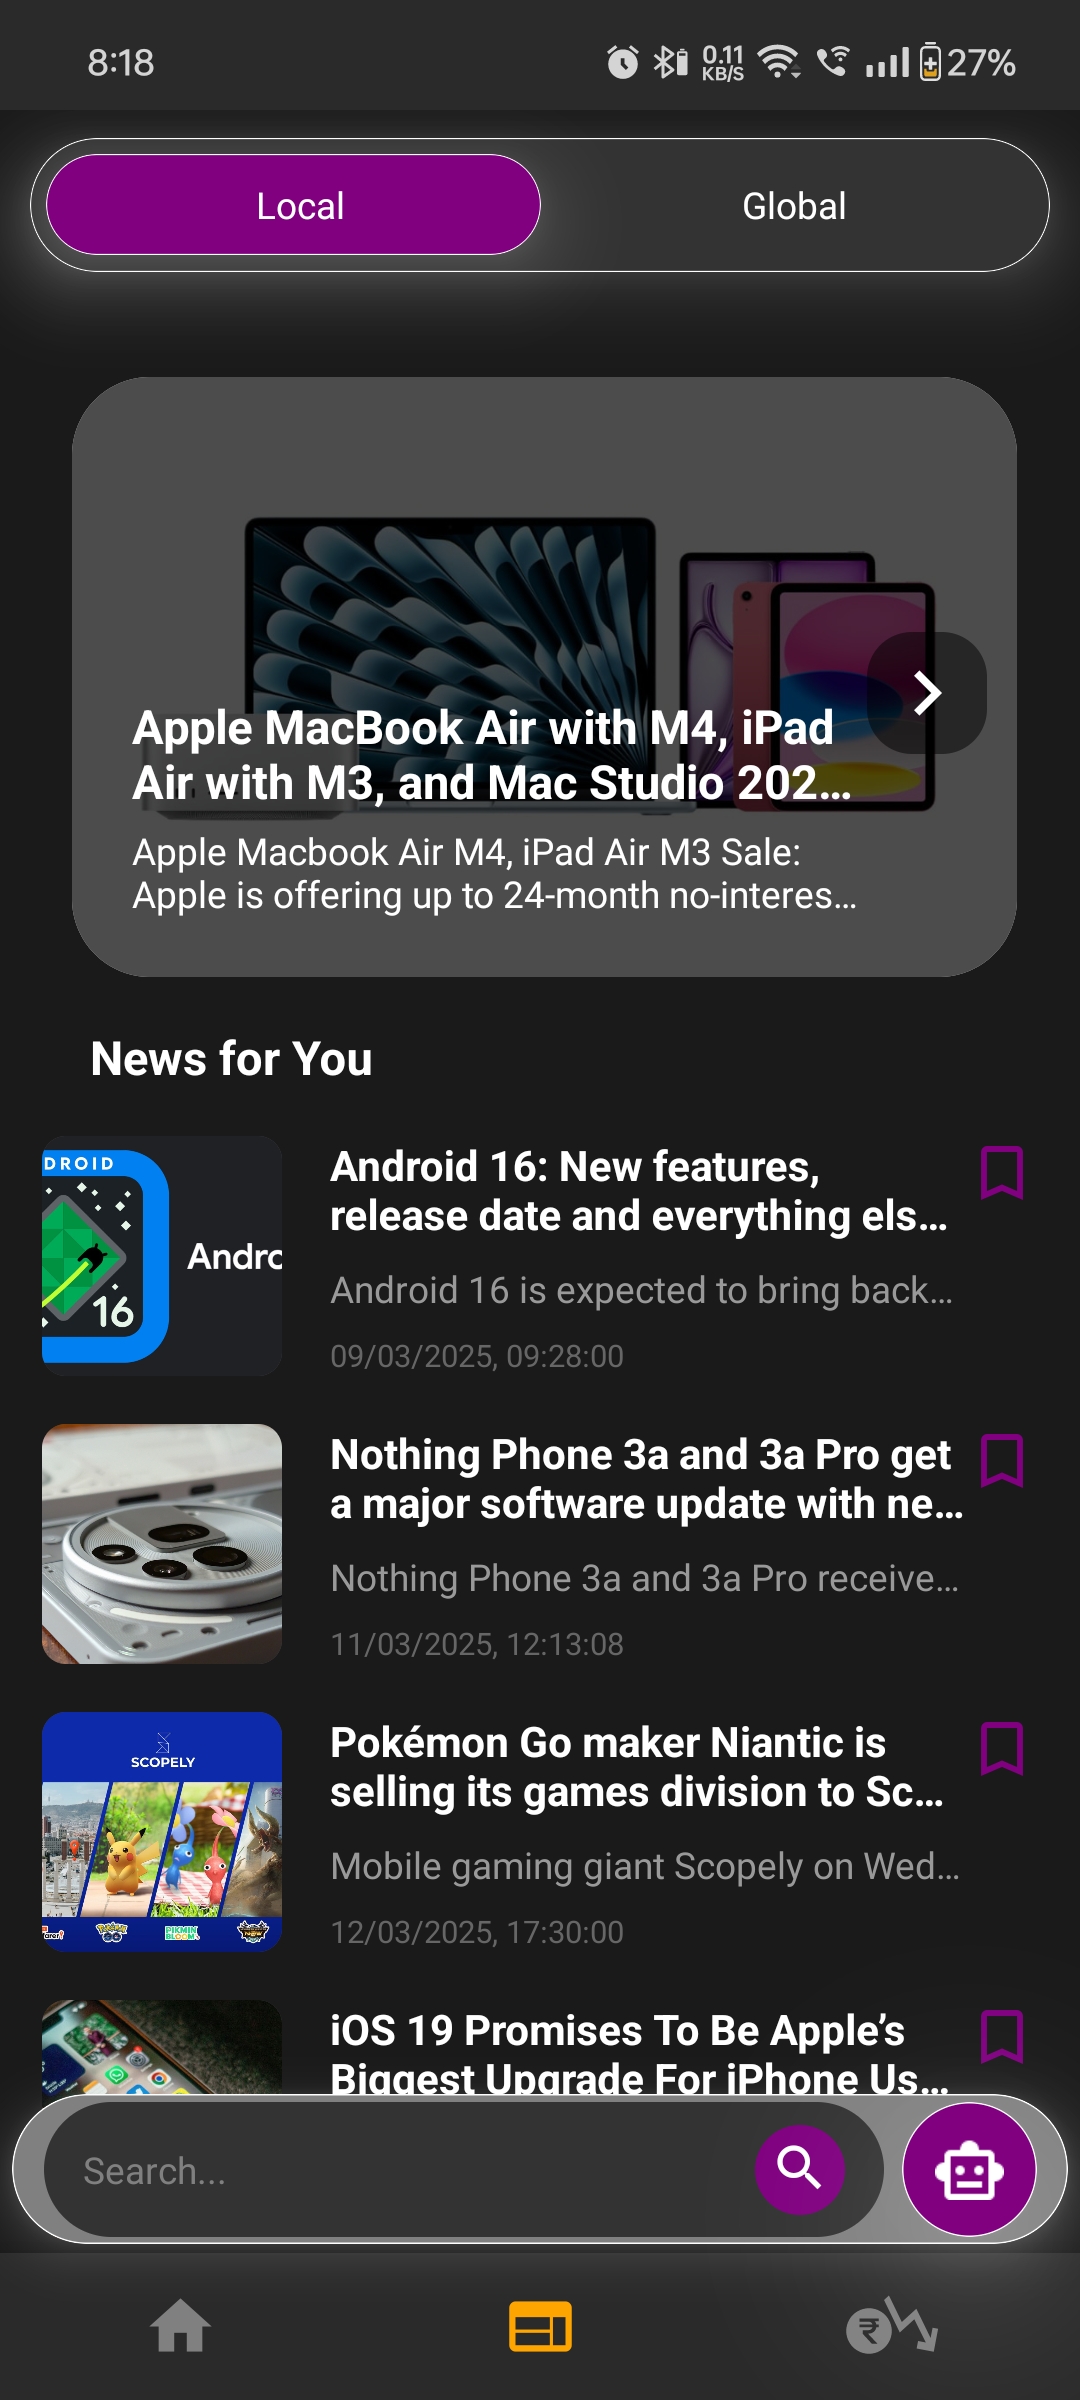 8:18
0.11
KB/S
27%
Local
Global
Apple MacBook Air with M4, iPad
Air with M3, and Mac Studio 202...
Apple Macbook Air M4, iPad Air M3 Sale:
Apple is offering up to 24-month no-interes...
News for You
DROID
16
Andro
Android 16: New features,
release date and everything els...
Android 16 is expected to bring back...
09/03/2025, 09:28:00
Nothing Phone 3a and 3a Pro get
a major software update with ne...
Nothing Phone 3a and 3a Pro receive...
11/03/2025, 12:13:08
SCOPELY
POKÉMON
GO
PIKMIN
BLOOM
NOW
Pokémon Go maker Niantic is
selling its games division to Sc...
Mobile gaming giant Scopely on Wed...
12/03/2025, 17:30:00
iOS 19 Promises To Be Apple’s
Biggest Upgrade For iPhone Us...
Search...
₹